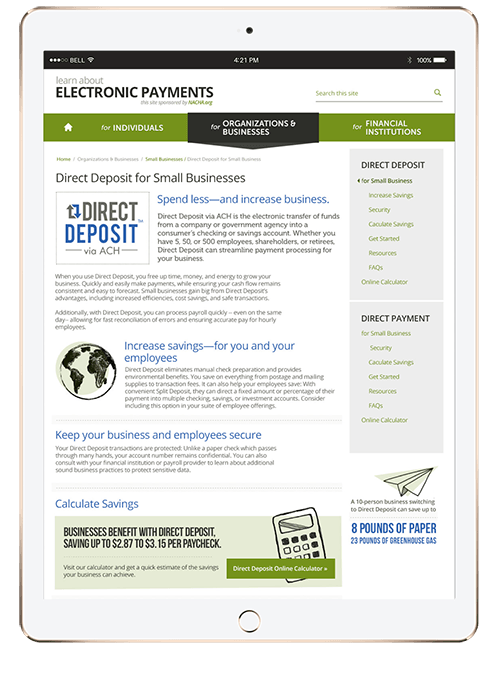 ●●●○○ BELL 4:21 PM 100%
learn about
ELECTRONIC PAYMENTS
this site sponsored by NACHA.org
Search this site
for INDIVIDUALS
for ORGANIZATIONS &
BUSINESSES
for FINANCIAL
INSTITUTIONS
Home / Organizations & Businesses / Small Businesses / Direct Deposit for Small Business
Direct Deposit for Small Businesses
DIRECT
DEPOSIT
via ACH
Spend less—and increase business.
Direct Deposit via ACH is the electronic transfer of funds
from a company or government agency into a
consumer's checking or savings account. Whether you
have 5, 50, or 500 employees, shareholders, or retirees,
Direct Deposit can streamline payment processing for
your business.
When you use Direct Deposit, you free up time, money, and energy to grow your
business. Quickly and easily make payments, while ensuring your cash flow remains
consistent and easy to forecast. Small businesses gain big from Direct Deposit's
advantages, including increased efficiencies, cost savings, and safe transactions.
Additionally, with Direct Deposit, you can process payroll quickly – even on the same
day– allowing for fast reconciliation of errors and ensuring accurate pay for hourly
employees.
Increase savings—for you and your
employees
Direct Deposit eliminates manual check preparation and provides
environmental benefits. You save on everything from postage and mailing
supplies to transaction fees. It can also help your employees save: With
convenient Split Deposit, they can direct a fixed amount or percentage of their
payment into multiple checking, savings, or investment accounts. Consider
including this option in your suite of employee offerings.
Keep your business and employees secure
Your Direct Deposit transactions are protected: Unlike a paper check which passes
through many hands, your account number remains confidential. You can also
consult with your financial institution or payroll provider to learn about additional
sound business practices to protect sensitive data.
Calculate Savings
BUSINESSES BENEFIT WITH DIRECT DEPOSIT,
SAVING UP TO $2.87 TO $3.15 PER PAYCHECK.
Visit our calculator and get a quick estimate of the savings
your business can achieve.
Direct Deposit Online Calculator »
DIRECT DEPOSIT
for Small Business
Increase Savings
Security
Caculate Savings
Get Started
Resources
FAQs
Online Calculator
DIRECT PAYMENT
for Small Business
Security
Caculate Savings
Get Started
Resources
FAQs
Online Calculator
A 10-person business switching
to Direct Deposit can save up to
8 POUNDS OF PAPER
23 POUNDS OF GREENHOUSE GAS